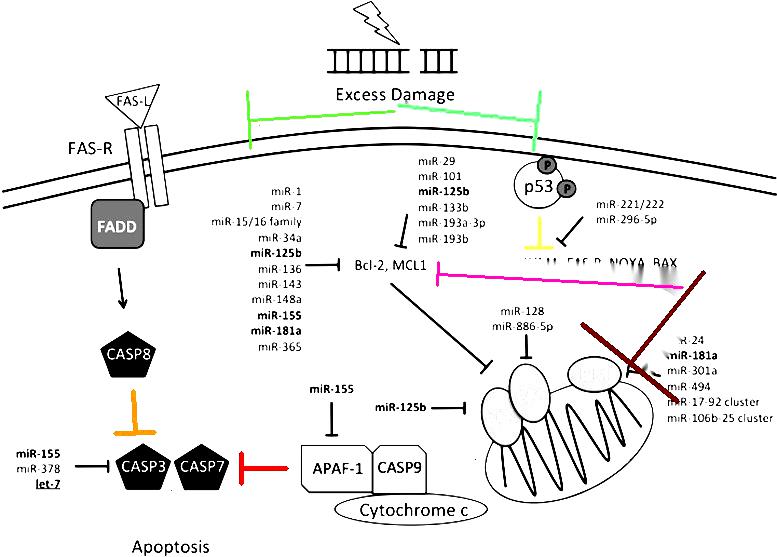 Excess Damage
FAS-L
FAS-R
FADD
p53
P
P
miR-29
miR-101
miR-125b
miR-133b
miR-193a-3p
miR-193b
miR-1
miR-7
miR-15/16 family
miR-34a
miR-125b
miR-136
miR-143
miR-148a
miR-155
miR-181a
miR-365
miR-221/222
miR-296-5p
Bcl-2, MCL1
BAX
miR-128
miR-886-5p
miR-181a
miR-301a
miR-494
miR-17-92 cluster
miR-106b-25 cluster
CASP8
miR-155
miR-125b
miR-155
miR-378
let-7
CASP3
CASP7
APAF-1
CASP9
Cytochrome c
Apoptosis